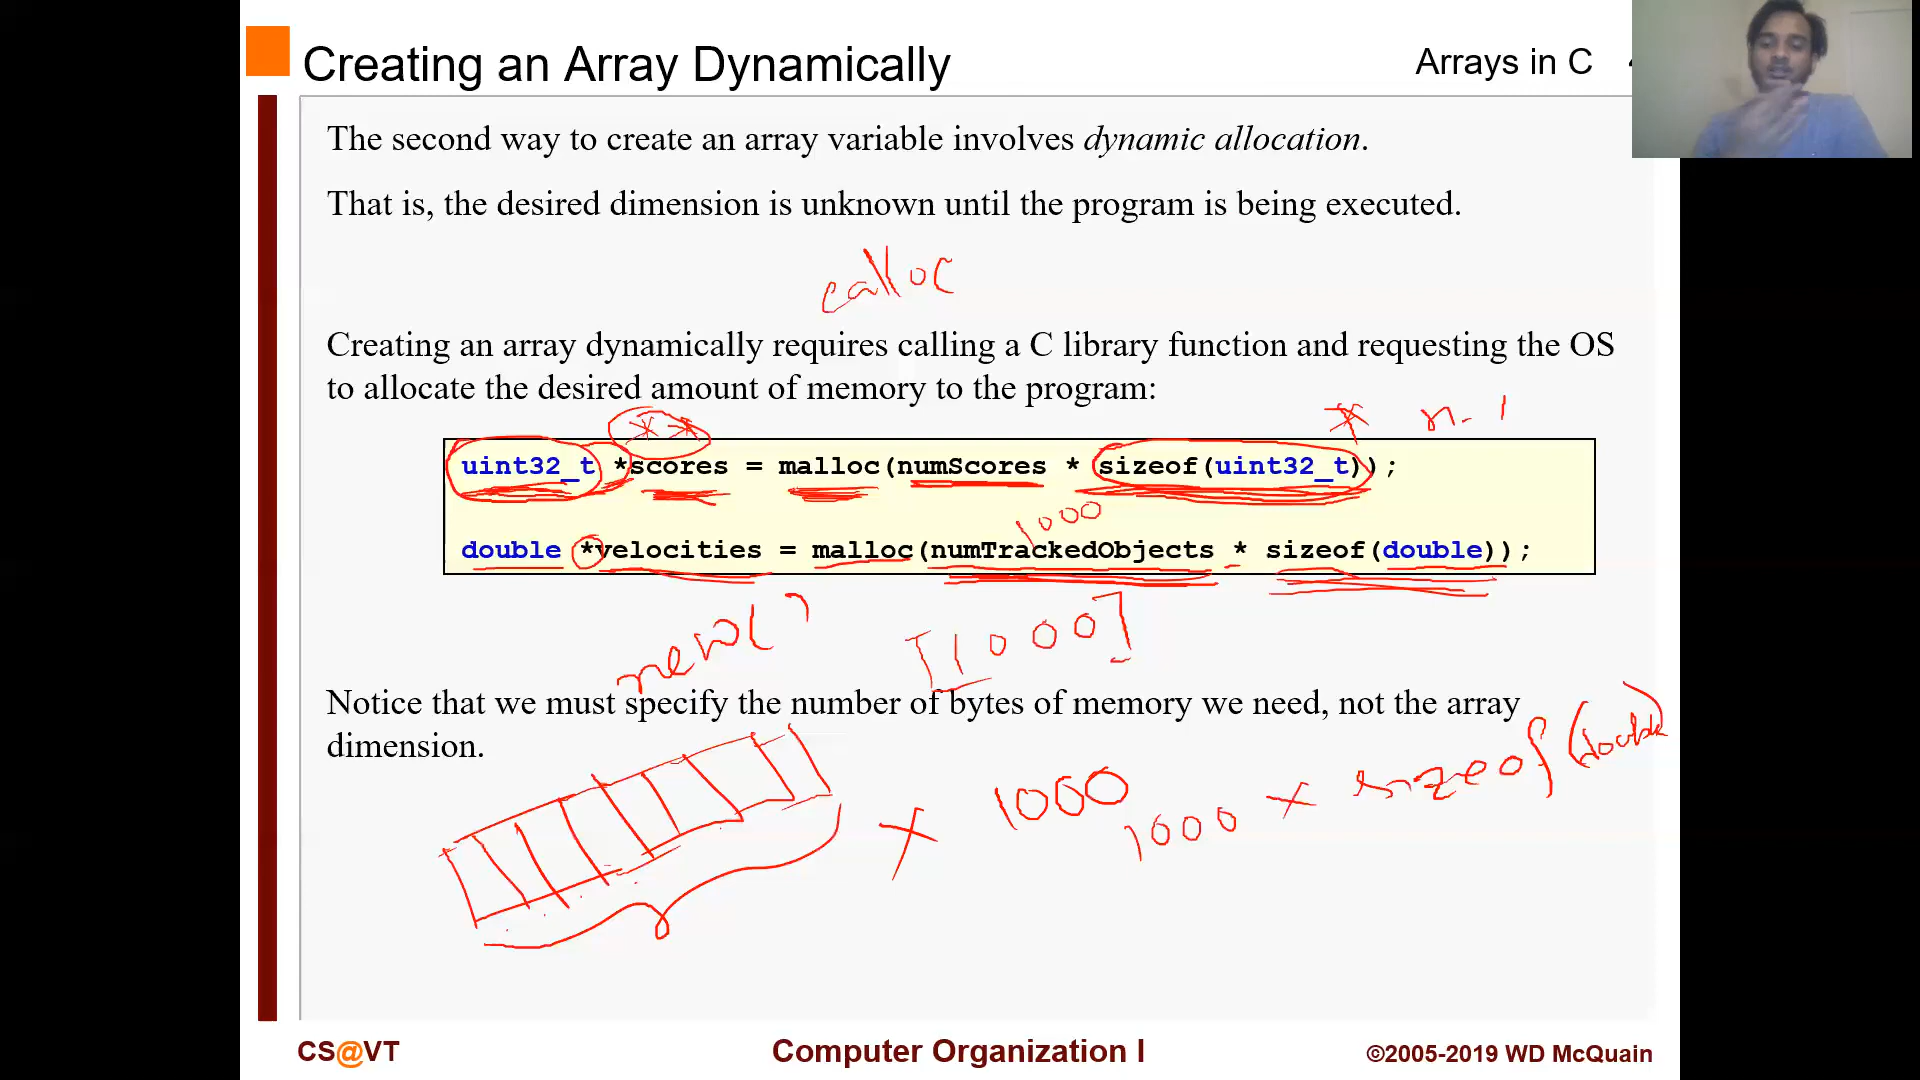 Creating an Array Dynamically
Arrays in C
The second way to create an array variable involves dynamic allocation.
That is, the desired dimension is unknown until the program is being executed.
calloc
Creating an array dynamically requires calling a C library function and requesting the OS
to allocate the desired amount of memory to the program:
* *
* n-1
uint32_t *scores = malloc(numScores * sizeof(uint32_t));
1000
double *velocities = malloc(numTrackedObjects * sizeof(double));
new()
[1000]
Notice that we must specify the number of bytes of memory we need, not the array
dimension.
× 1000
1000 × sizeof(double)
CS@VT
Computer Organization I
©2005-2019 WD McQuain